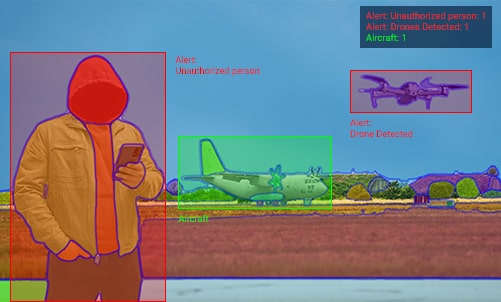 Alert: Unauthorized person: 1
Alert: Drones Detected: 1
Aircraft: 1
Alert:
Unauthorized person
Alert:
Drone Detected
Aircraft